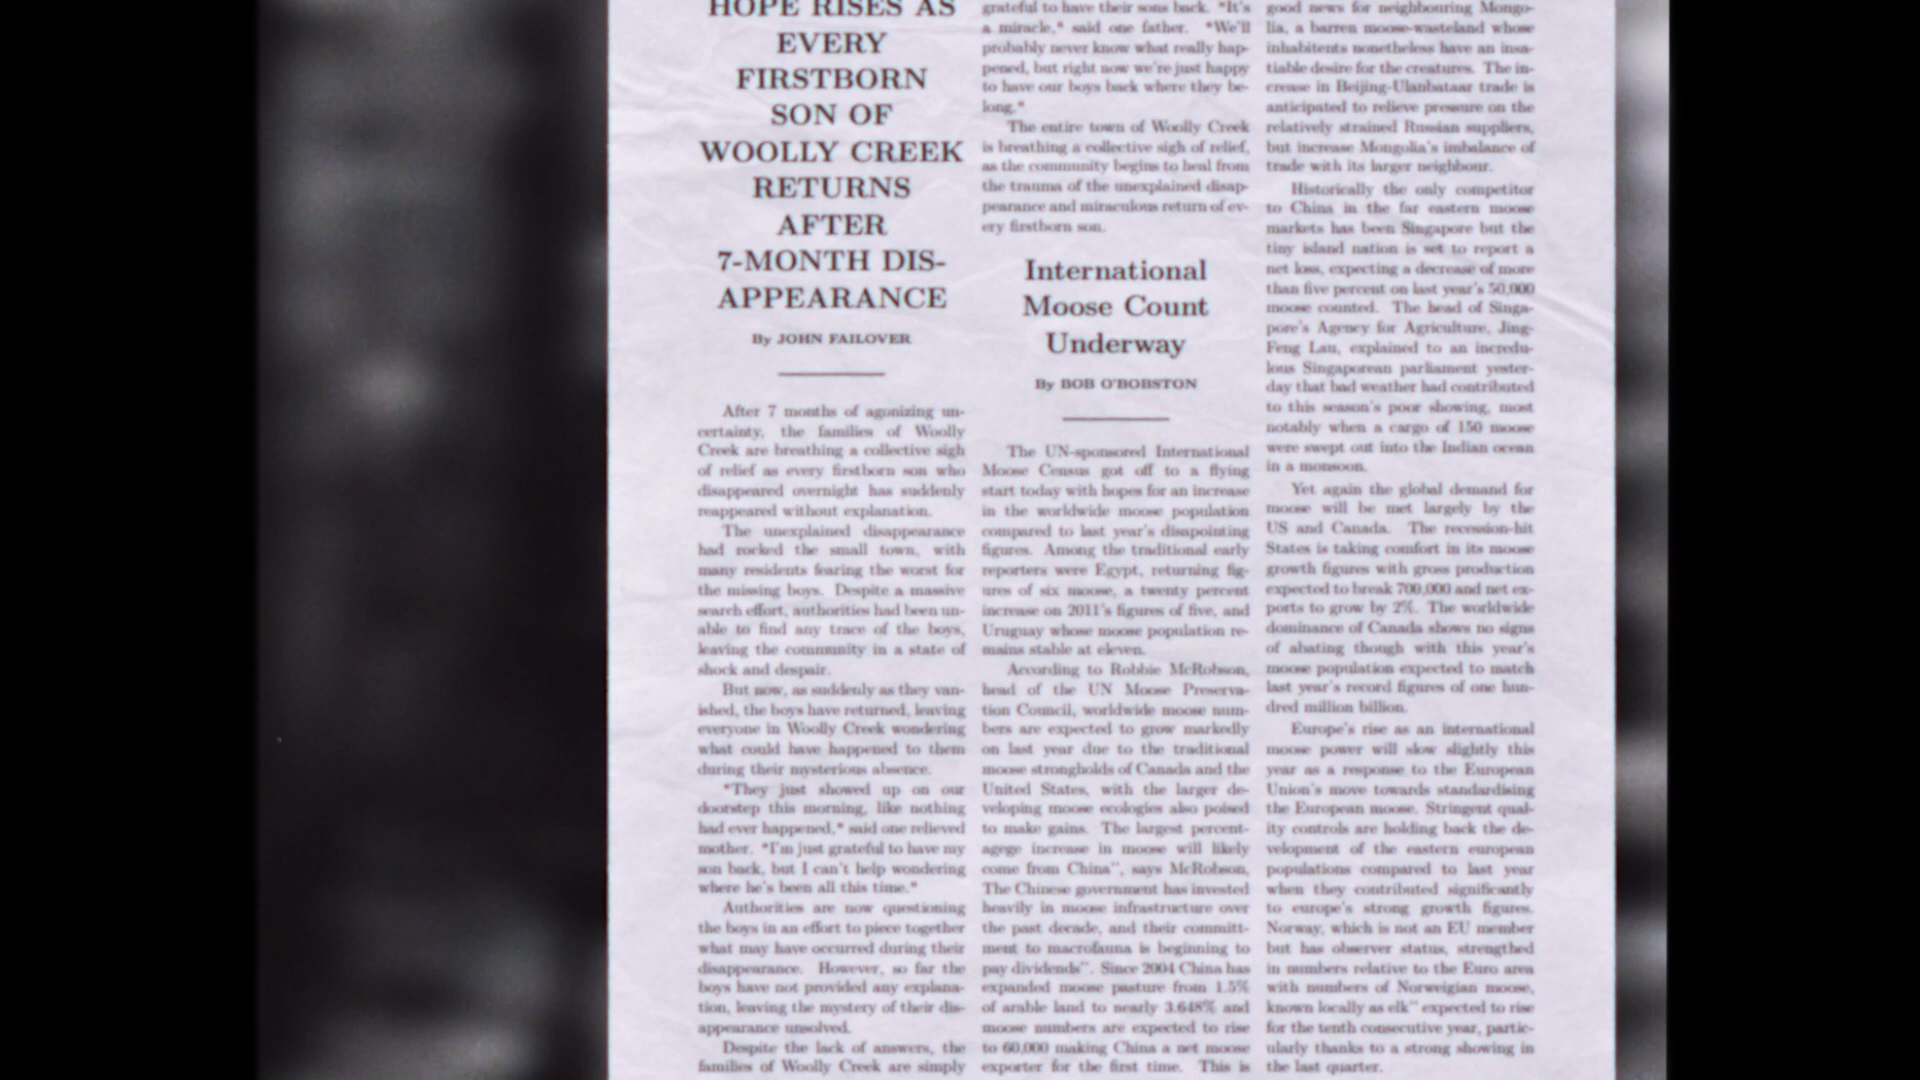 HOPE RISES AS
EVERY
FIRSTBORN
SON OF
WOOLLY CREEK
RETURNS
AFTER
7-MONTH DIS-
APPEARANCE
By JOHN FAILOVER
After 7 months of agonizing un-
certainty, the families of Woolly
Creek are breathing a collective sigh
of relief as every firstborn son who
disappeared overnight has suddenly
reappeared without explanation.
The unexplained disappearance
had rocked the small town, with
many residents fearing the worst for
the missing boys. Despite a massive
search effort, authorities had been un-
able to find any trace of the boys,
leaving the community in a state of
shock and despair.
But now, as suddenly as they van-
ished, the boys have returned, leaving
everyone in Woolly Creek wondering
what could have happened to them
during their mysterious absence.
"They just showed up on our
doorstep this morning, like nothing
had ever happened," said one relieved
mother. "I'm just grateful to have my
son back, but I can't help wondering
where he's been all this time."
Authorities are now questioning
the boys in an effort to piece together
what may have occurred during their
disappearance. However, so far the
boys have not provided any explana-
tion, leaving the mystery of their dis-
appearance unsolved.
Despite the lack of answers, the
families of Woolly Creek are simply
grateful to have their sons back. "It's
a miracle," said one father. "We'll
probably never know what really hap-
pened, but right now we're just happy
to have our boys back where they be-
long."
The entire town of Woolly Creek
is breathing a collective sigh of relief,
as the community begins to heal from
the trauma of the unexplained disap-
pearance and miraculous return of ev-
ery firstborn son.
International
Moose Count
Underway
By BOB O'BOBSTON
The UN-sponsored International
Moose Census got off to a flying
start today with hopes for an increase
in the worldwide moose population
compared to last year's disapointing
figures. Among the traditional early
reporters were Egypt, returning fig-
ures of six moose, a twenty percent
increase on 2011's figures of five, and
Uruguay whose moose population re-
mains stable at eleven.
According to Robbie McRobson,
head of the UN Moose Preserva-
tion Council, worldwide moose num-
bers are expected to grow markedly
on last year due to the traditional
moose strongholds of Canada and the
United States, with the larger de-
veloping moose ecologies also poised
to make gains. The largest percent-
agege increase in moose will likely
come from China", says McRobson,
The Chinese government has invested
heavily in moose infrastructure over
the past decade, and their committ-
ment to macrofauna is beginning to
pay dividends". Since 2004 China has
expanded moose pasture from 1.5%
of arable land to nearly 3.648% and
moose numbers are expected to rise
to 60,000 making China a net moose
exporter for the first time. This is
good news for neighbouring Mongo-
lia, a barren moose-wasteland whose
inhabitents nonetheless have an insa-
tiable desire for the creatures. The in-
crease in Beijing-Ulanbataar trade is
anticipated to relieve pressure on the
relatively strained Russian suppliers,
but increase Mongolia's imbalance of
trade with its larger neighbour.
Historically the only competitor
to China in the far eastern moose
markets has been Singapore but the
tiny island nation is set to report a
net loss, expecting a decrease of more
than five percent on last year's 50,000
moose counted. The head of Singa-
pore's Agency for Agriculture, Jing-
Feng Lau, explained to an incredu-
lous Singaporean parliament yester-
day that bad weather had contributed
to this season's poor showing, most
notably when a cargo of 150 moose
were swept out into the Indian ocean
in a monsoon.
Yet again the global demand for
moose will be met largely by the
US and Canada. The recession-hit
States is taking comfort in its moose
growth figures with gross production
expected to break 700,000 and net ex-
ports to grow by 2%. The worldwide
dominance of Canada shows no signs
of abating though with this year's
moose population expected to match
last year's record figures of one hun-
dred million billion.
Europe's rise as an international
moose power will slow slightly this
year as a response to the European
Union's move towards standardising
the European moose. Stringent qual-
ity controls are holding back the de-
velopment of the eastern european
populations compared to last year
when they contributed significantly
to europe's strong growth figures.
Norway, which is not an EU member
but has observer status, strengthed
in numbers relative to the Euro area
with numbers of Norweigian moose,
known locally as elk" expected to rise
for the tenth consecutive year, partic-
ularly thanks to a strong showing in
the last quarter.